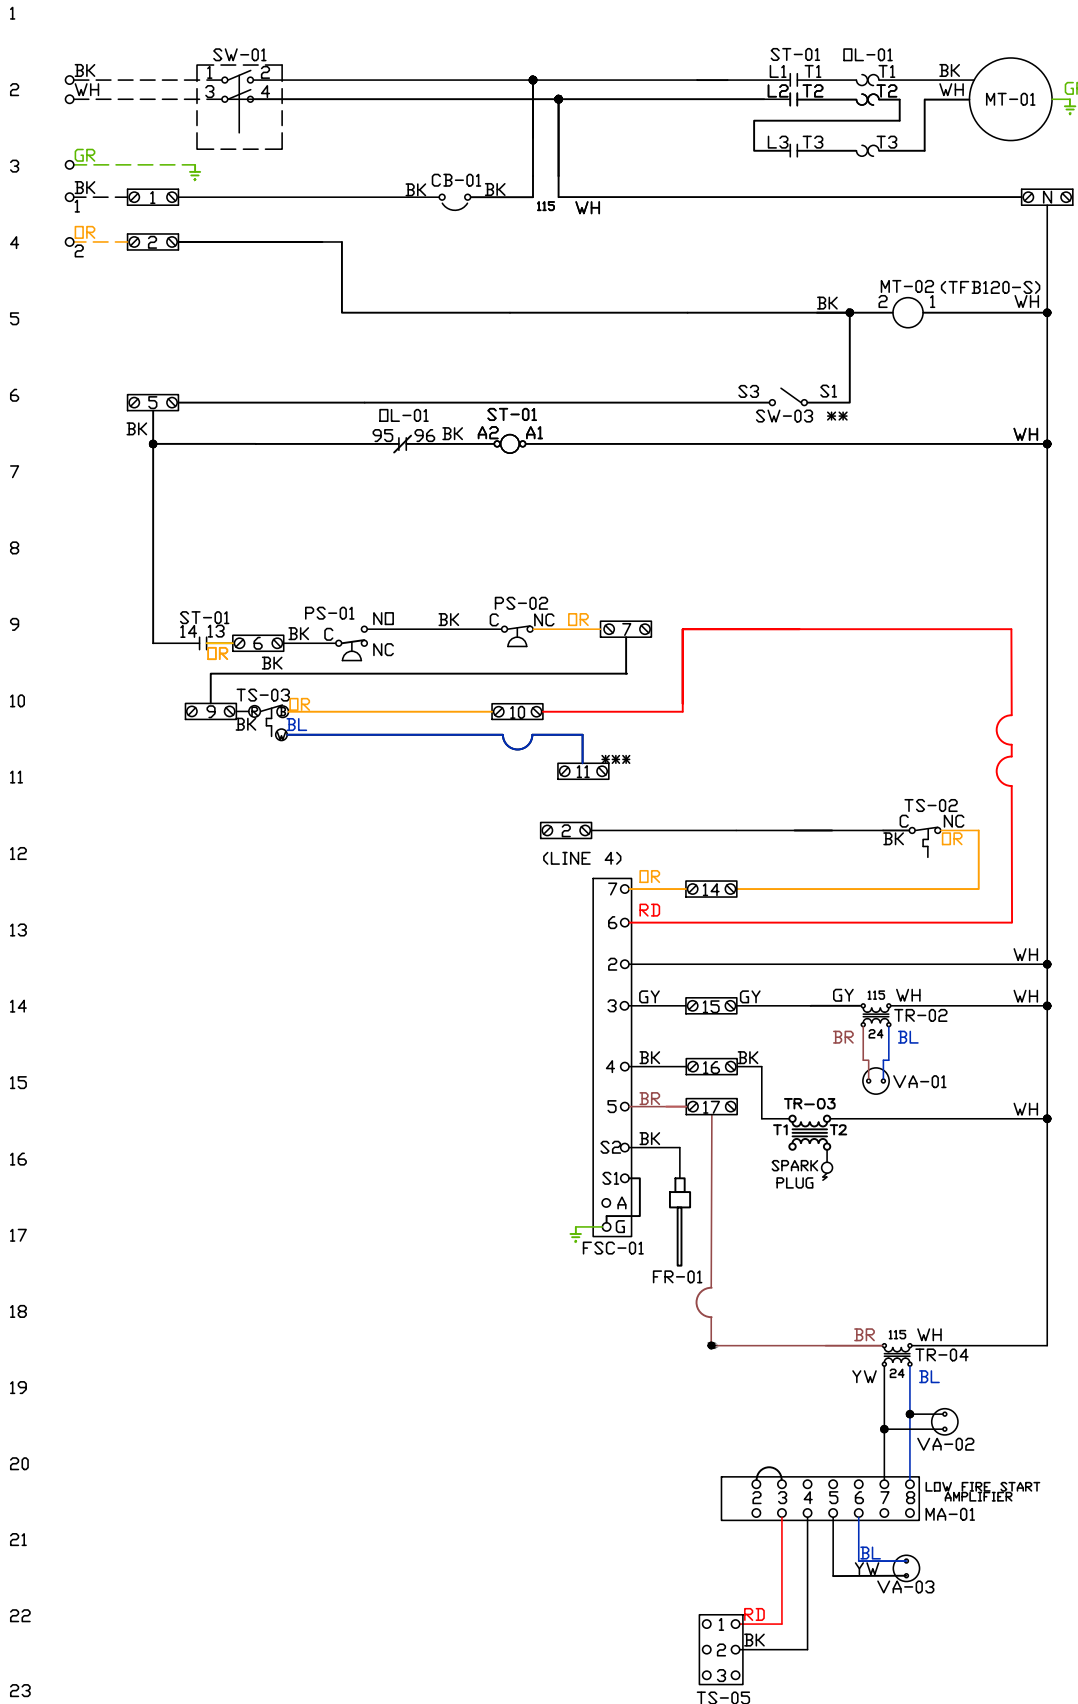 1
SW-01 ST-01 OL-01
BK 1 2 L1 T1 T1 BK
2 WH 3 4 L2 T2 T2 WH MT-01 GR
L3 T3 T3
3 GR
BK 1 1 BK CB-01 BK 115 WH N
4 OR 2 2
MT-02 (TFB120-S)
5 BK 2 1 WH
6 5 S3 S1
SW-03 **
BK OL-01 ST-01
95 96 BK A2 A1 WH
7
8
9 ST-01 PS-01 NO BK PS-02
14 13 OR 6 BK C NC C NC OR 7
BK
10 TS-03
9 BK R B OR 10
W BL
11 11 ***
TS-02
2 C NC
BK OR
12 (LINE 4)
7 OR 14
13 6 RD
2 WH
14 3 GY 15 GY GY 115 WH WH
TR-02
BR 24 BL
15 4 BK 16 BK VA-01
5 BR 17 TR-03 WH
T1 T2
16 S2 BK SPARK
PLUG
S1
A
17 G
FSC-01
FR-01
18
BR 115 WH
TR-04
19 YW 24 BL
VA-02
20 LOW FIRE START
AMPLIFIER
2 3 4 5 6 7 8
MA-01
21 BL
YW
VA-03
22 1 RD
2 BK
3
23 TS-05